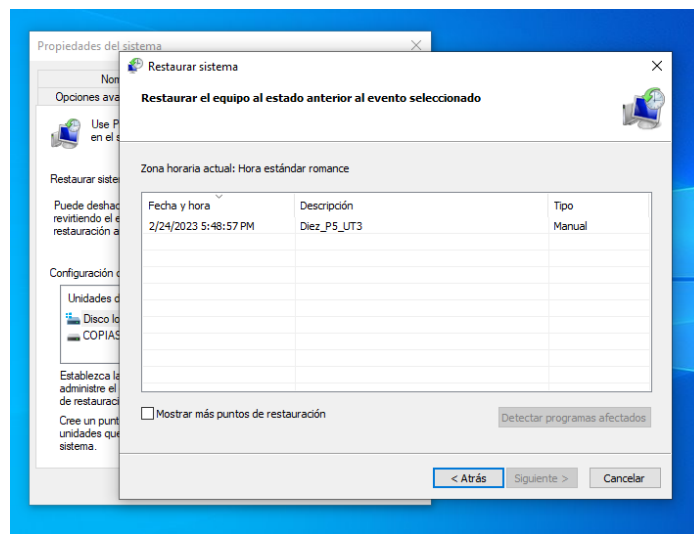 Propiedades del sistema
Nom
Opciones ava
Use P
en el s
Restaurar siste
Puede deshac
revirtiendo el e
restauración a
Configuración d
Unidades d
Disco lo
COPIAS
Establezca la
administre el
de restauraci
Cree un punt
unidades que
sistema.
Restaurar sistema
Restaurar el equipo al estado anterior al evento seleccionado
Zona horaria actual: Hora estándar romance
Fecha y hora Descripción Tipo
2/24/2023 5:48:57 PM Diez_P5_UT3 Manual
Mostrar más puntos de restauración
Detectar programas afectados
< Atrás Siguiente > Cancelar